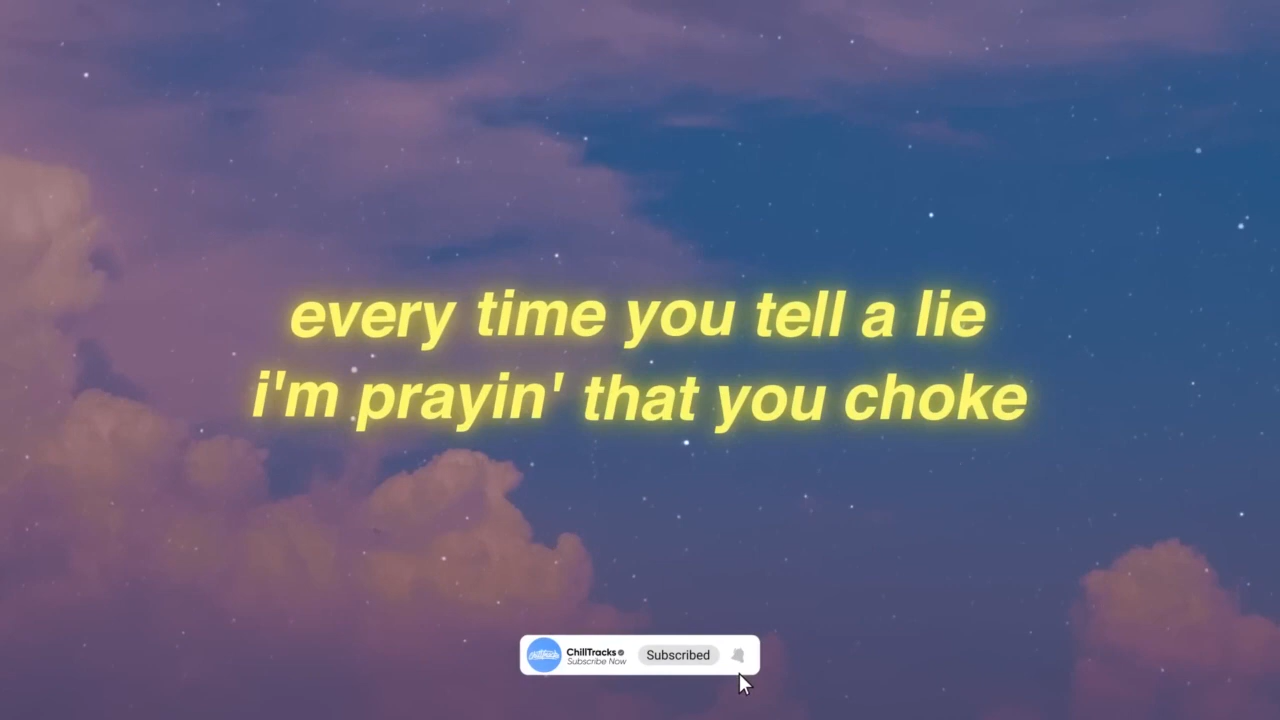 every time you tell a lie
i'm prayin' that you choke
ChillTracks
Subscribe Now
Subscribed